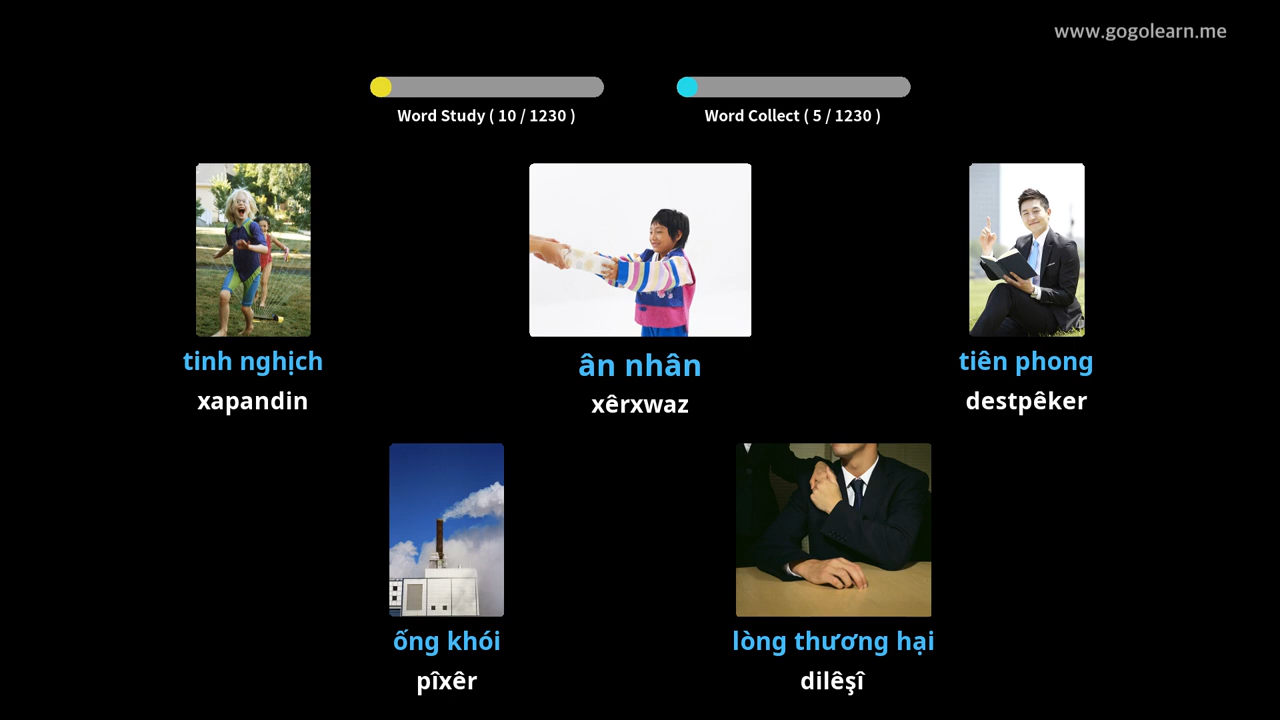 www.gogolearn.me
Word Study ( 10 / 1230 )
Word Collect ( 5 / 1230 )
tinh nghịch
xapandin
ân nhân
xêrxwaz
tiên phong
destpêker
ống khói
pîxêr
lòng thương hại
dilêşî